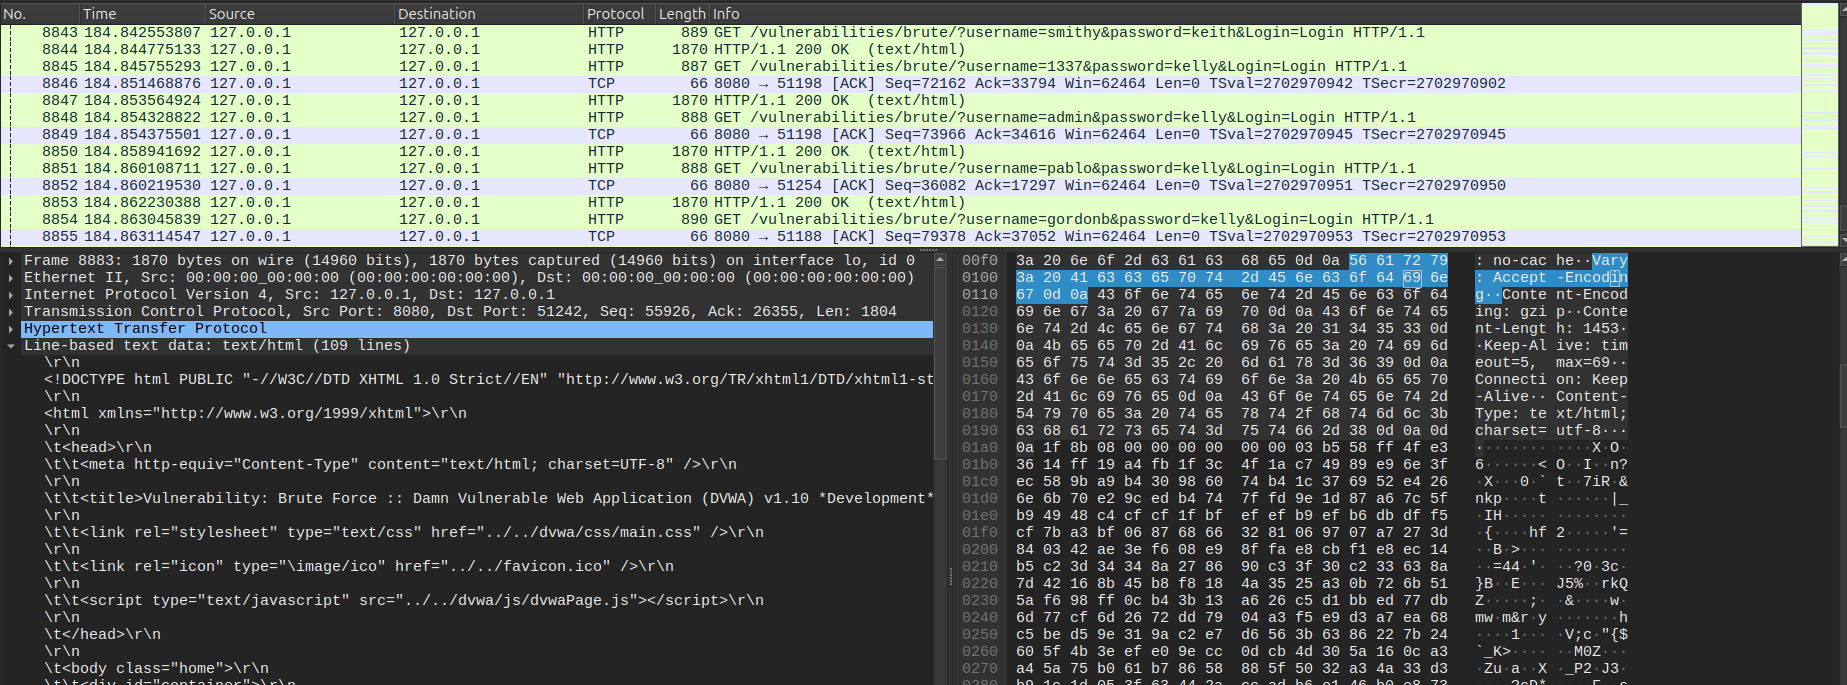 No. Time Source Destination Protocol Length Info
8843 184.842553807 127.0.0.1 127.0.0.1 HTTP 889 GET /vulnerabilities/brute/?username=smithy&password=keith&Login=Login HTTP/1.1
8844 184.844775133 127.0.0.1 127.0.0.1 HTTP 1870 HTTP/1.1 200 OK  (text/html)
8845 184.845755293 127.0.0.1 127.0.0.1 HTTP 887 GET /vulnerabilities/brute/?username=1337&password=kelly&Login=Login HTTP/1.1
8846 184.851468876 127.0.0.1 127.0.0.1 TCP 66 8080 → 51198 [ACK] Seq=72162 Ack=33794 Win=62464 Len=0 TSval=2702970942 TSecr=2702970902
8847 184.853564924 127.0.0.1 127.0.0.1 HTTP 1870 HTTP/1.1 200 OK  (text/html)
8848 184.854328822 127.0.0.1 127.0.0.1 HTTP 888 GET /vulnerabilities/brute/?username=admin&password=kelly&Login=Login HTTP/1.1
8849 184.854375501 127.0.0.1 127.0.0.1 TCP 66 8080 → 51198 [ACK] Seq=73966 Ack=34616 Win=62464 Len=0 TSval=2702970945 TSecr=2702970945
8850 184.858941692 127.0.0.1 127.0.0.1 HTTP 1870 HTTP/1.1 200 OK  (text/html)
8851 184.860108711 127.0.0.1 127.0.0.1 HTTP 888 GET /vulnerabilities/brute/?username=pablo&password=kelly&Login=Login HTTP/1.1
8852 184.860219530 127.0.0.1 127.0.0.1 TCP 66 8080 → 51254 [ACK] Seq=36082 Ack=17297 Win=62464 Len=0 TSval=2702970951 TSecr=2702970950
8853 184.862230388 127.0.0.1 127.0.0.1 HTTP 1870 HTTP/1.1 200 OK  (text/html)
8854 184.863045839 127.0.0.1 127.0.0.1 HTTP 890 GET /vulnerabilities/brute/?username=gordonb&password=kelly&Login=Login HTTP/1.1
8855 184.863114547 127.0.0.1 127.0.0.1 TCP 66 8080 → 51188 [ACK] Seq=79378 Ack=37052 Win=62464 Len=0 TSval=2702970953 TSecr=2702970953
Frame 8883: 1870 bytes on wire (14960 bits), 1870 bytes captured (14960 bits) on interface lo, id 0
Ethernet II, Src: 00:00:00_00:00:00 (00:00:00:00:00:00), Dst: 00:00:00_00:00:00 (00:00:00:00:00:00)
Internet Protocol Version 4, Src: 127.0.0.1, Dst: 127.0.0.1
Transmission Control Protocol, Src Port: 8080, Dst Port: 51242, Seq: 55926, Ack: 26355, Len: 1804
Hypertext Transfer Protocol
Line-based text data: text/html (109 lines)
\r\n
<!DOCTYPE html PUBLIC "-//W3C//DTD XHTML 1.0 Strict//EN" "http://www.w3.org/TR/xhtml1/DTD/xhtml1-st
\r\n
<html xmlns="http://www.w3.org/1999/xhtml">\r\n
\r\n
\t<head>\r\n
\t\t<meta http-equiv="Content-Type" content="text/html; charset=UTF-8" />\r\n
\r\n
\t\t<title>Vulnerability: Brute Force :: Damn Vulnerable Web Application (DVWA) v1.10 *Development*
\r\n
\t\t<link rel="stylesheet" type="text/css" href="../../dvwa/css/main.css" />\r\n
\r\n
\t\t<link rel="icon" type="\image/ico" href="../../favicon.ico" />\r\n
\r\n
\t\t<script type="text/javascript" src="../../dvwa/js/dvwaPage.js"></script>\r\n
\r\n
\t</head>\r\n
\r\n
\t<body class="home">\r\n
\t\t<div id="container">\r\n
00f0 3a 20 6e 6f 2d 63 61 63 68 65 0d 0a 56 61 72 79 : no-cac he··Vary
0100 3a 20 41 63 63 65 70 74 2d 45 6e 63 6f 64 69 6e : Accept -Encodin
0110 67 0d 0a 43 6f 6e 74 65 6e 74 2d 45 6e 63 6f 64 g··Conte nt-Encod
0120 69 6e 67 3a 20 67 7a 69 70 0d 0a 43 6f 6e 74 65 ing: gzi p··Conte
0130 6e 74 2d 4c 65 6e 67 74 68 3a 20 31 34 35 33 0d nt-Lengt h: 1453·
0140 0a 4b 65 65 70 2d 41 6c 69 76 65 3a 20 74 69 6d ·Keep-Al ive: tim
0150 65 6f 75 74 3d 35 2c 20 6d 61 78 3d 36 39 0d 0a eout=5,  max=69··
0160 43 6f 6e 6e 65 63 74 69 6f 6e 3a 20 4b 65 65 70 Connecti on: Keep
0170 2d 41 6c 69 76 65 0d 0a 43 6f 6e 74 65 6e 74 2d -Alive·· Content-
0180 54 79 70 65 3a 20 74 65 78 74 2f 68 74 6d 6c 3b Type: te xt/html;
0190 63 68 61 72 73 65 74 3d 75 74 66 2d 38 0d 0a 0d charset= utf-8···
01a0 0a 1f 8b 08 00 00 00 00 00 00 03 b5 58 ff 4f e3 ········ ····X·O·
01b0 36 14 ff 19 a4 fb 1f 3c 4f 1a c7 49 89 e9 6e 3f 6······< O··I··n?
01c0 ec 58 9b a9 b4 30 98 60 74 b4 1c 37 69 52 e4 26 ·X···0·` t··7iR·&
01d0 6e 6b 70 e2 9c ed b4 74 7f fd 9e 1d 87 a6 7c 5f nkp····t ······|_
01e0 b9 49 48 c4 cf cf 1f bf ef ef b9 ef b6 db df f5 ·IH····· ········
01f0 cf 7b a3 bf 06 87 68 66 32 81 06 97 07 a7 27 3d ·{····hf 2·····'=
0200 84 03 42 ae 3e f6 08 e9 8f fa e8 cb f1 e8 ec 14 ··B·>··· ········
0210 b5 c2 3d 34 34 8a 27 86 90 c3 3f 30 c2 33 63 8a ··=44·'· ··?0·3c·
0220 7d 42 16 8b 45 b8 f8 18 4a 35 25 a3 0b 72 6b 51 }B··E··· J5%··rkQ
0230 5a f6 98 ff 0c b4 3b 13 a6 26 c5 d1 bb ed 77 db Z·····;· ·&····w·
0240 6d 77 cf 6d 26 72 dd 79 04 a3 f5 e9 d3 a7 ea 68 mw·m&r·y ·······h
0250 c5 be d5 9e 31 9a c2 e7 d6 56 3b 63 86 22 7b 24 ····1··· ·V;c·"{$
0260 60 5f 4b 3e ef e0 9e cc 0d cb 4d 30 5a 16 0c a3 `_K>···· ··M0Z···
0270 a4 5a 75 b0 61 b7 86 58 88 5f 50 32 a3 4a 33 d3 ·Zu·a··X ·_P2·J3·